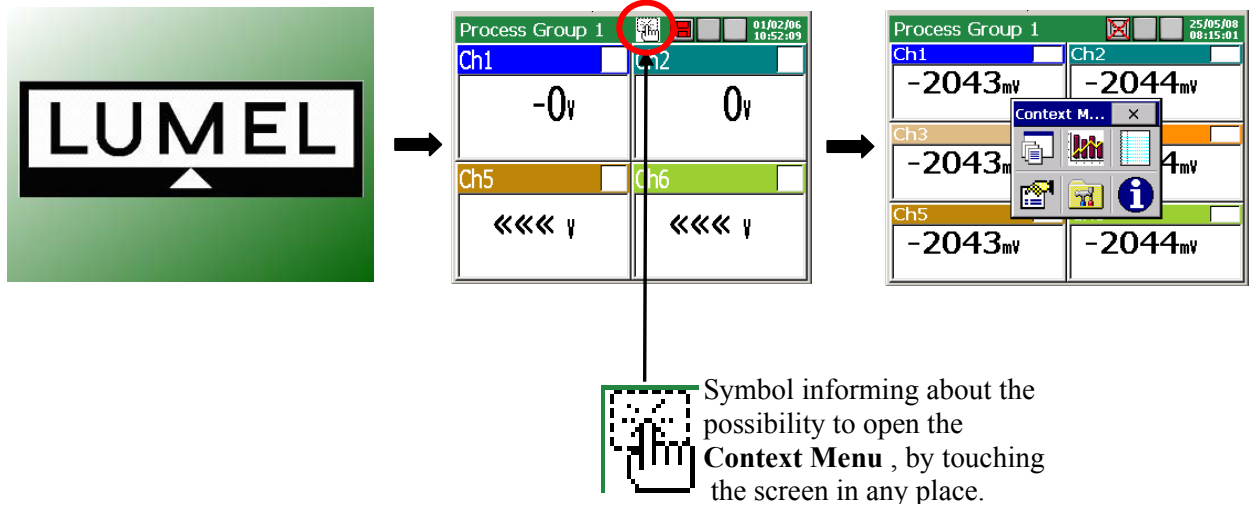 LUMEL
Process Group 1
01/02/06
10:52:09
Ch1
Ch2
-0v
0v
Ch5
Ch6
««« v
««« v
Process Group 1
25/05/08
08:15:01
Ch1
Ch2
-2043mV
-2044mV
Context M...
Ch3
-2043m
4mV
Ch5
-2043mV
-2044mV
Symbol informing about the
possibility to open the
Context Menu , by touching
the screen in any place.